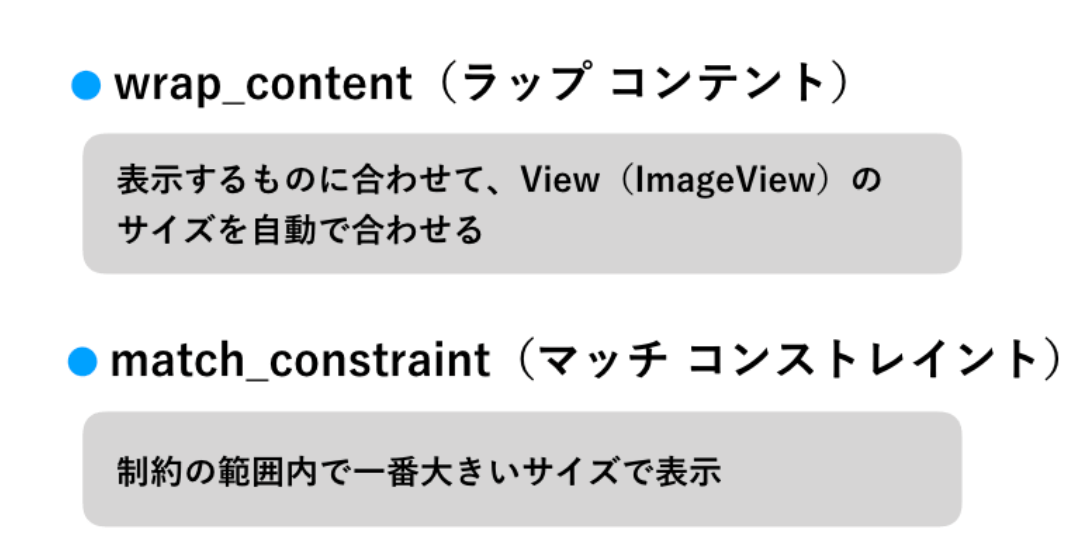 ● wrap_content（ラップ コンテント）
表示するものに合わせて、View（ImageView）の
サイズを自動で合わせる
● match_constraint（マッチ コンストレイント）
制約の範囲内で一番大きいサイズで表示